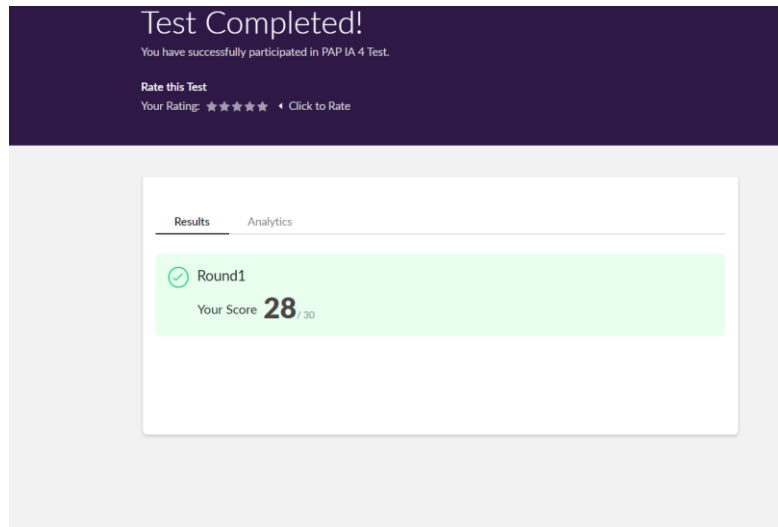 Test Completed!
You have successfully participated in PAP IA 4 Test.
Rate this Test
Your Rating: Click to Rate
Results Analytics
Round1
Your Score 28 / 30